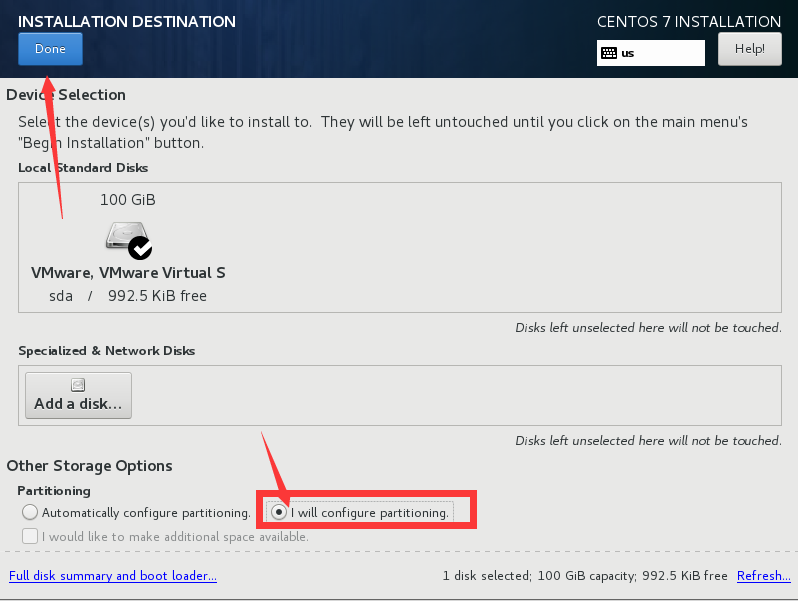 INSTALLATION DESTINATION
CENTOS 7 INSTALLATION
Done
us
Help!
Device Selection
Select the device(s) you'd like to install to.  They will be left untouched until you click on the main menu's
"Begin Installation" button.
Local Standard Disks
100 GiB
VMware, VMware Virtual S
sda / 992.5 KiB free
Disks left unselected here will not be touched.
Specialized & Network Disks
Add a disk...
Disks left unselected here will not be touched.
Other Storage Options
Partitioning
Automatically configure partitioning. I will configure partitioning.
I would like to make additional space available.
Full disk summary and boot loader... 1 disk selected; 100 GiB capacity; 992.5 KiB free Refresh...